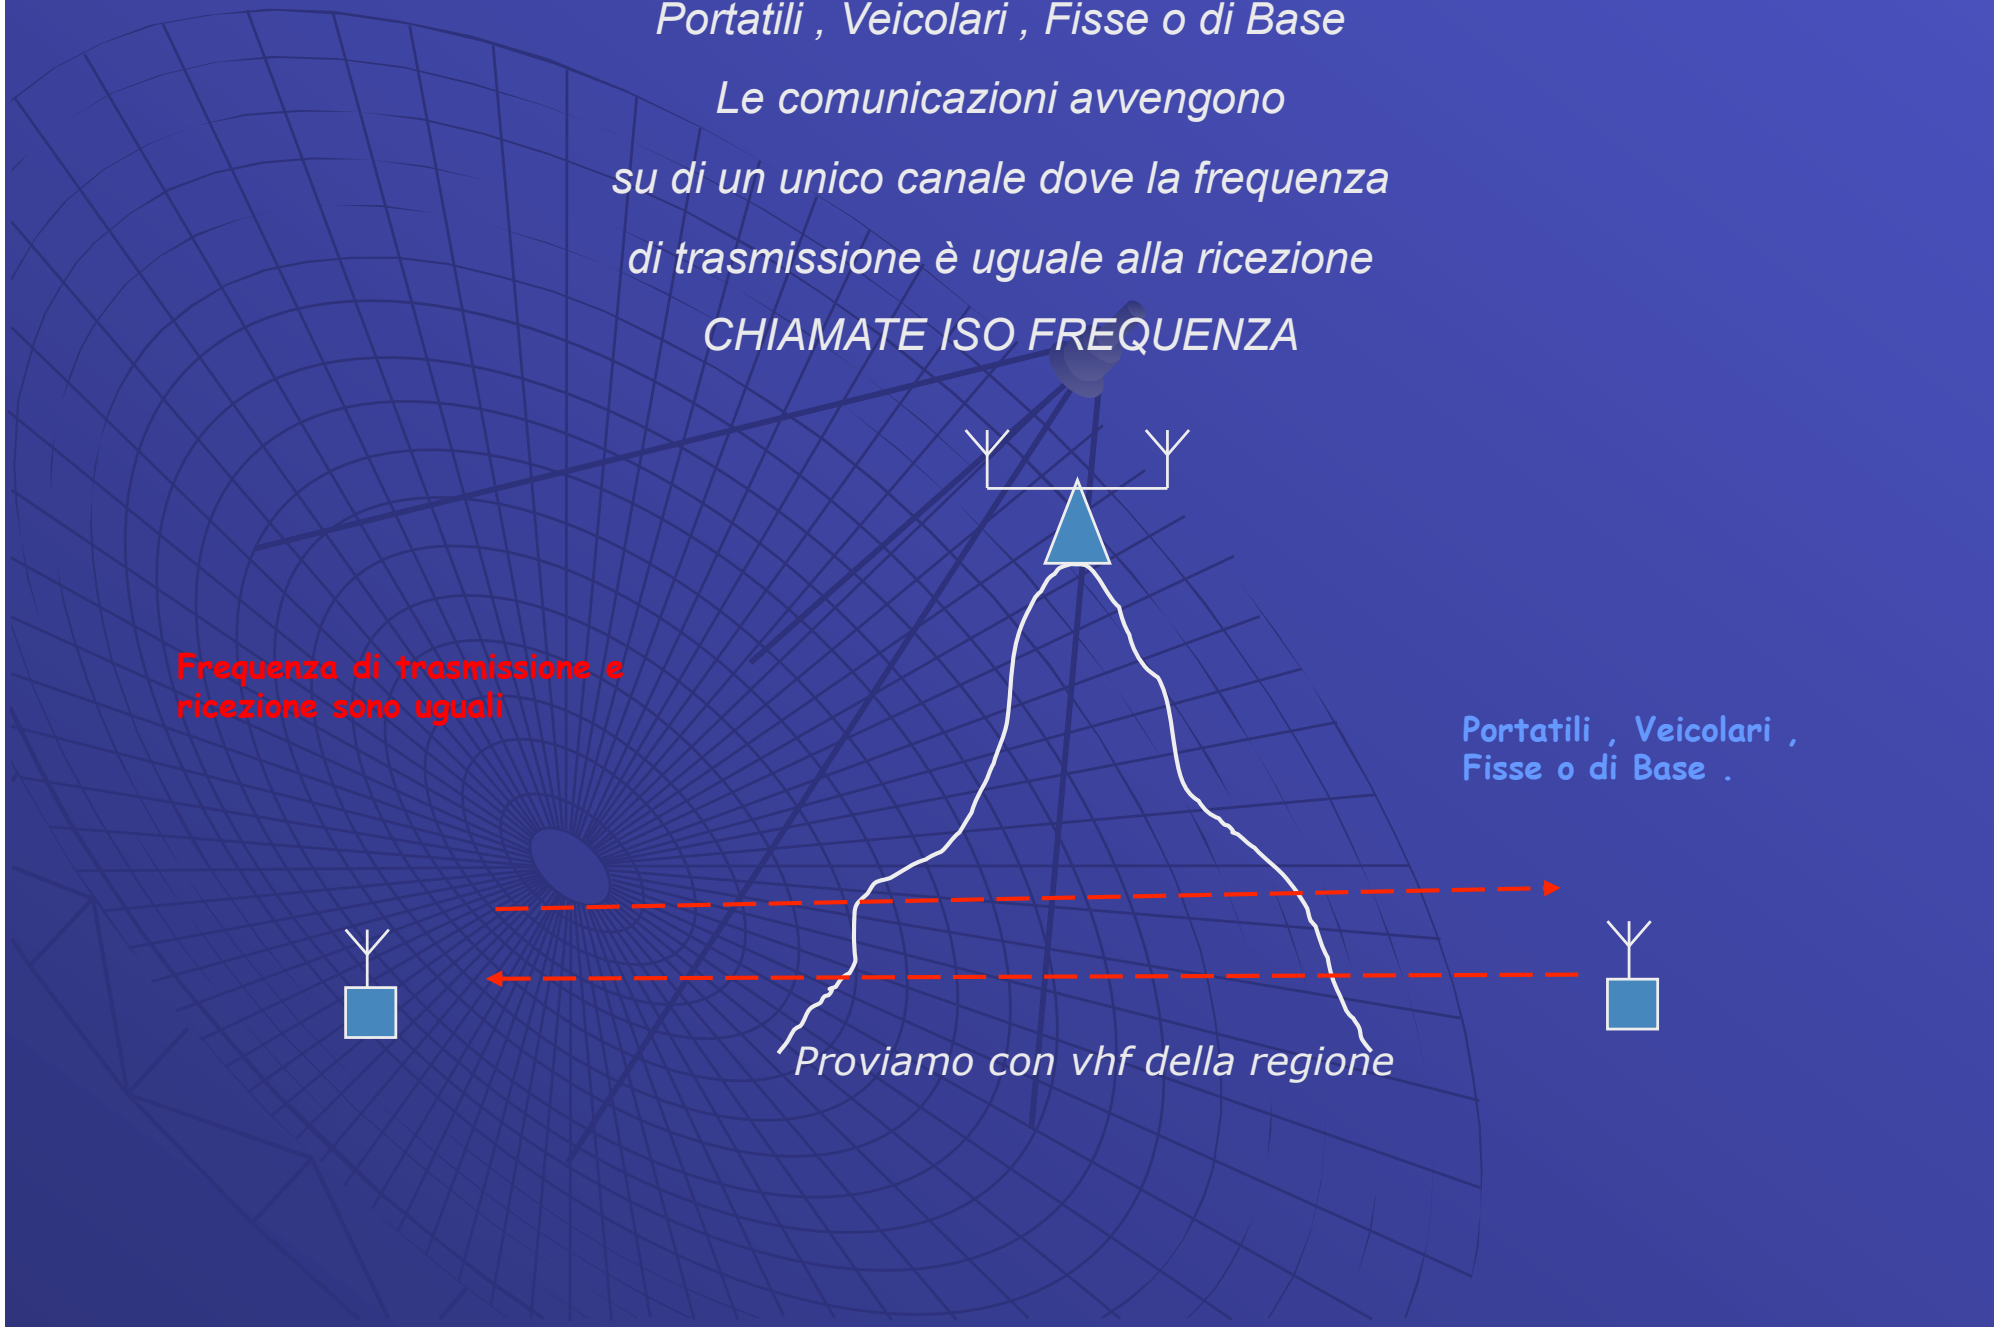 Portatili , Veicolari , Fisse o di Base
Le comunicazioni avvengono
su di un unico canale dove la frequenza
di trasmissione è uguale alla ricezione
CHIAMATE ISO FREQUENZA
Frequenza di trasmissione e
ricezione sono uguali
Portatili , Veicolari ,
Fisse o di Base .
Proviamo con vhf della regione